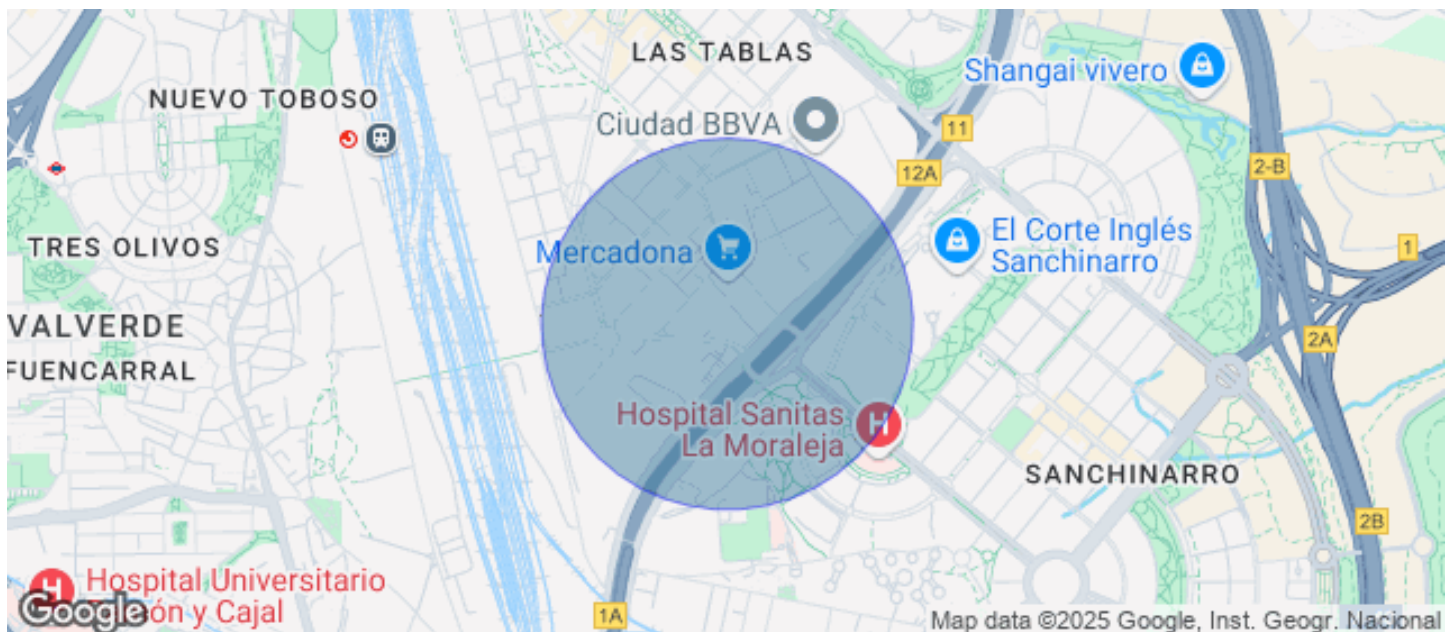 LAS TABLAS
Shangai vivero
NUEVO TOBOSO
Ciudad BBVA
11
12A
2-B
El Corte Inglés
Sanchinarro
TRES OLIVOS
Mercadona
1
VALVERDE
2A
FUENCARRAL
Hospital Sanitas
La Moraleja
H
SANCHINARRO
2B
H
Hospital Universitario
ón y Cajal
Google
1A
Map data ©2025 Google, Inst. Geogr. Nacional